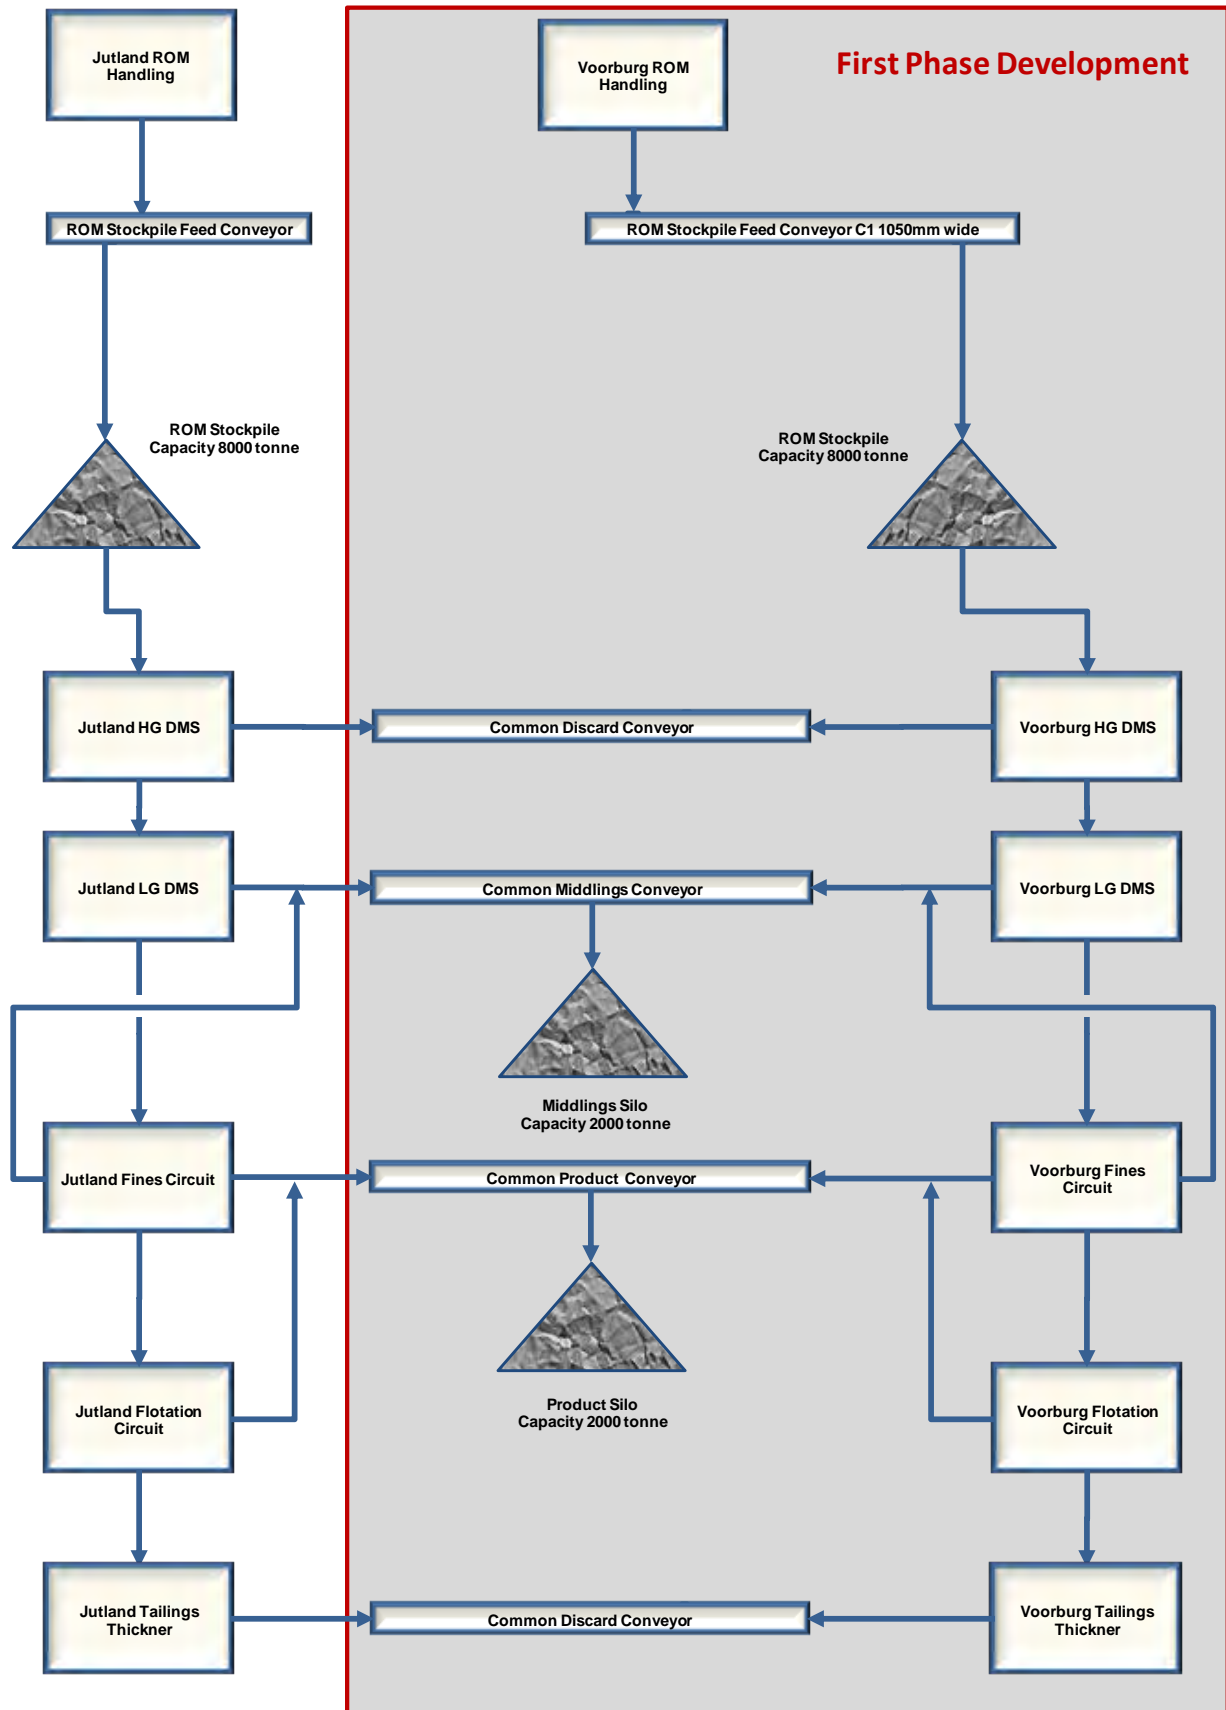 Jutland ROM
Handling
Voorburg ROM
Handling
First Phase Development
ROM Stockpile Feed Conveyor
ROM Stockpile Feed Conveyor C1 1050mm wide
ROM Stockpile
Capacity 8000 tonne
ROM Stockpile
Capacity 8000 tonne
Jutland HG DMS
Common Discard Conveyor
Voorburg HG DMS
Jutland LG DMS
Common Middlings Conveyor
Voorburg LG DMS
Middlings Silo
Capacity 2000 tonne
Jutland Fines Circuit
Common Product Conveyor
Voorburg Fines
Circuit
Product Silo
Capacity 2000 tonne
Jutland Flotation
Circuit
Voorburg Flotation
Circuit
Jutland Tailings
Thickner
Common Discard Conveyor
Voorburg Tailings
Thickner